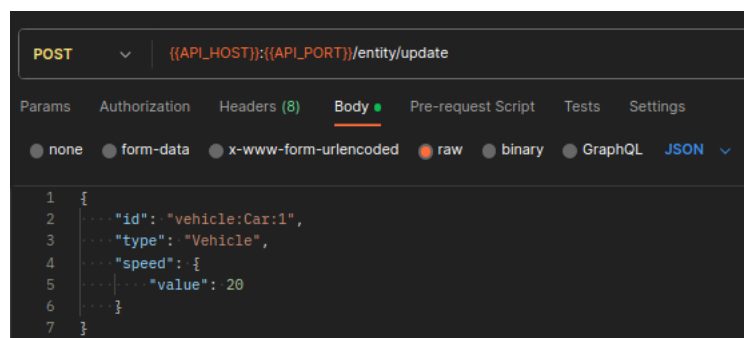 POST {{API_HOST}}:{{API_PORT}}/entity/update
Params Authorization Headers (8) Body Pre-request Script Tests Settings
none form-data x-www-form-urlencoded raw binary GraphQL JSON
1 {
2 "id": "vehicle:Car:1",
3 "type": "Vehicle",
4 "speed": {
5 "value": 20
6 }
7 }